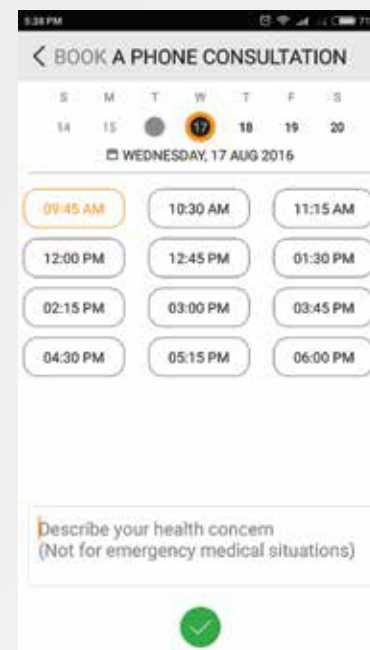 5:38 PM
BOOK A PHONE CONSULTATION
S M T W T F S
14 15 17 18 19 20
WEDNESDAY, 17 AUG 2016
09:45 AM 10:30 AM 11:15 AM
12:00 PM 12:45 PM 01:30 PM
02:15 PM 03:00 PM 03:45 PM
04:30 PM 05:15 PM 06:00 PM
Describe your health concern
(Not for emergency medical situations)